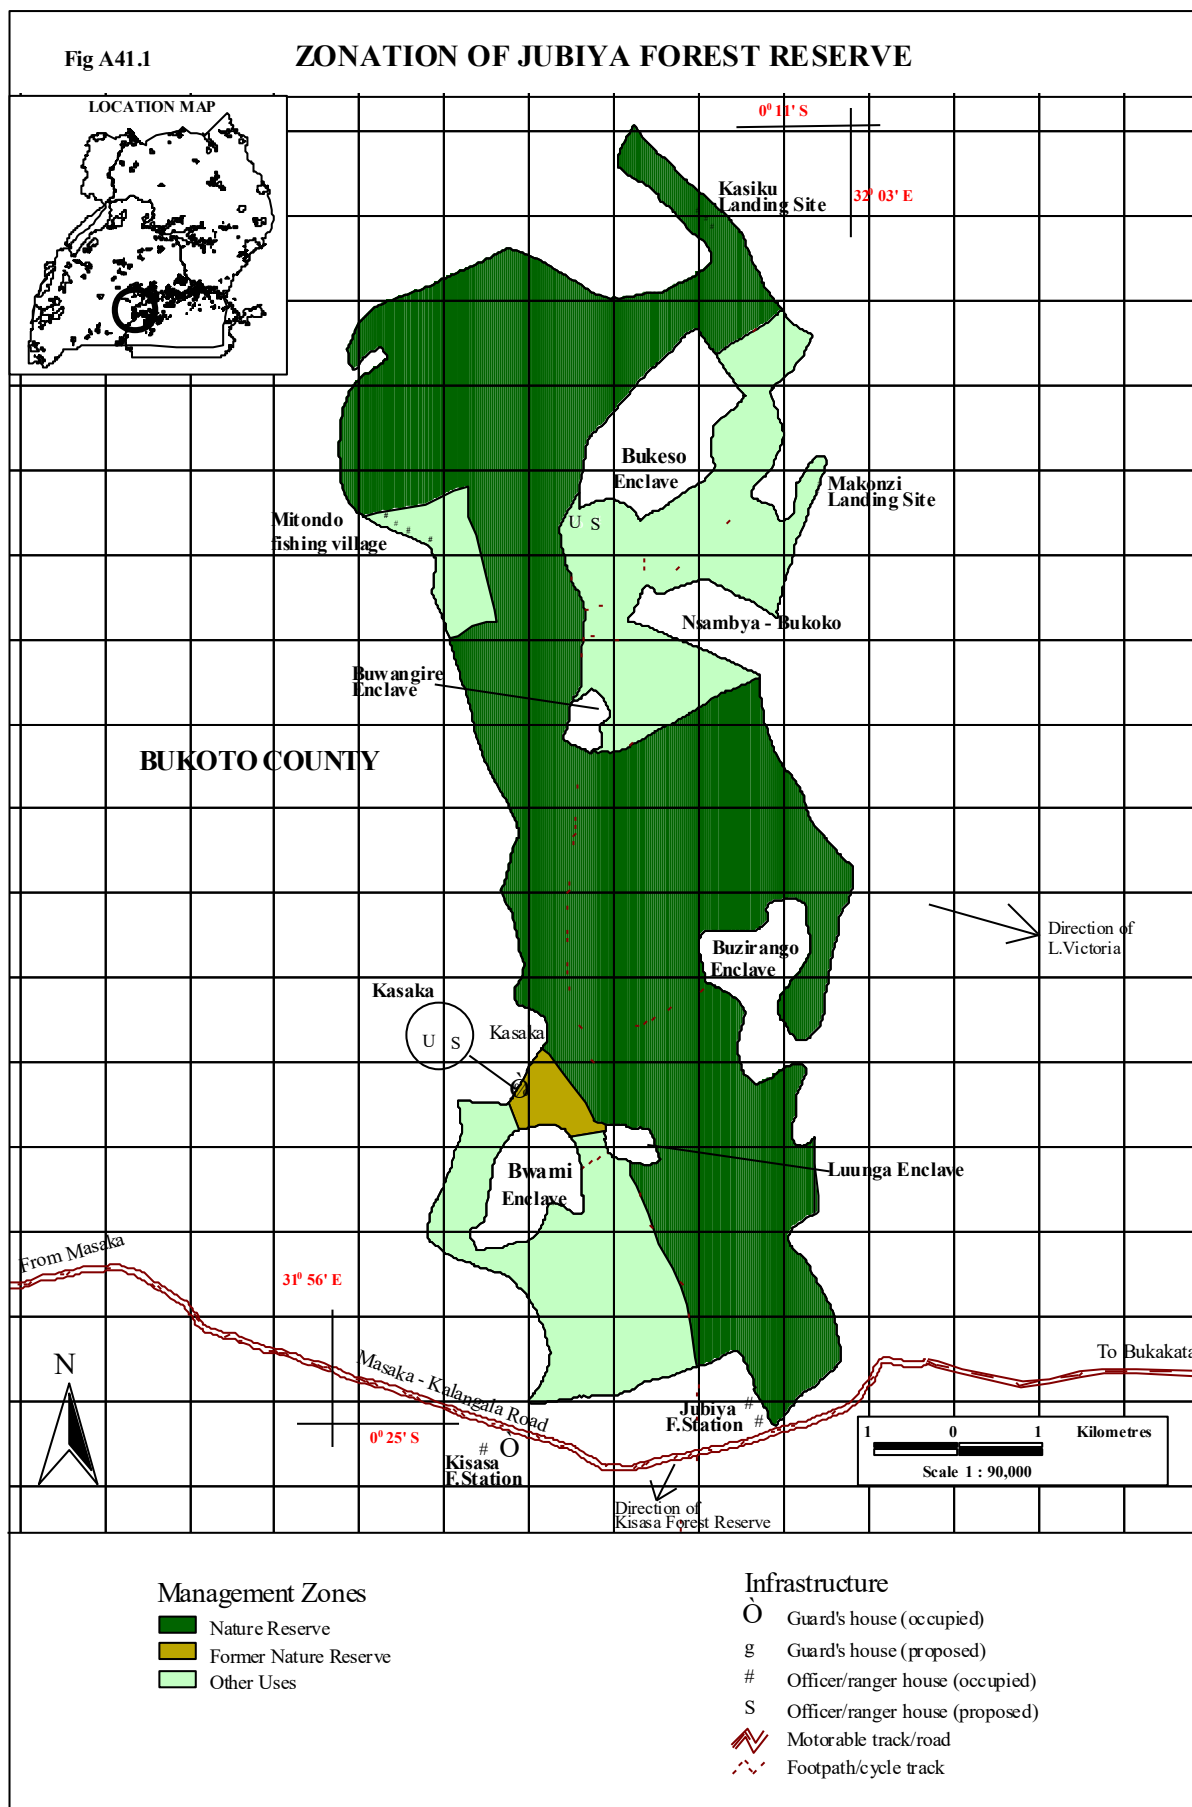 Fig A41.1
ZONATION OF JUBIYA FOREST RESERVE
LOCATION MAP
0⁰ 11' S
32⁰ 03' E
Kasiku
Landing Site
Bukeso
Enclave
Makonzi
Landing Site
Mitondo
fishing village
# # # #
U S
Nsambya - Bukoko
Buwangire
Enclave
BUKOTO COUNTY
Direction of
L.Victoria
Buzirango
Enclave
Kasaka
U S
Kasaka
Ò
Bwami
Enclave
Luunga Enclave
From Masaka
31⁰ 56' E
Masaka - Kalangala Road
To Bukakata
N
0⁰ 25' S
Jubiya #
F.Station #
# Ò
Kisasa
F.Station
1 0 1 Kilometres
Scale 1 : 90,000
Direction of
Kisasa Forest Reserve
Management Zones
Nature Reserve
Former Nature Reserve
Other Uses
Infrastructure
Ò Guard's house (occupied)
g Guard's house (proposed)
# Officer/ranger house (occupied)
S Officer/ranger house (proposed)
Motorable track/road
Footpath/cycle track